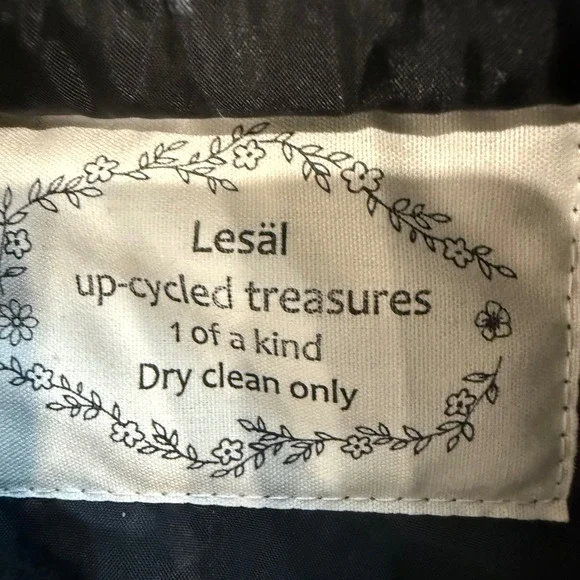 Lesäl
up-cycled treasures
1 of a kind
Dry clean only